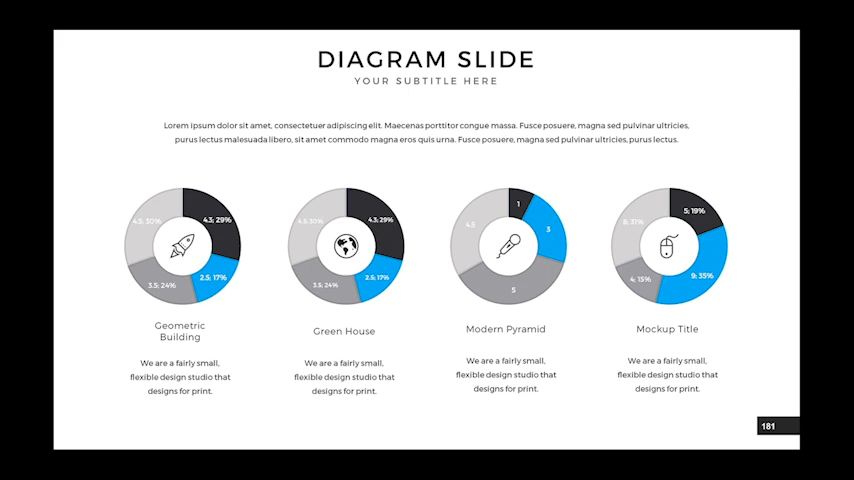 DIAGRAM SLIDE
YOUR SUBTITLE HERE
Lorem ipsum dolor sit amet, consectetuer adipiscing elit. Maecenas porttitor congue massa. Fusce posuere, magna sed pulvinar ultricies,
purus lectus malesuada libero, sit amet commodo magna eros quis urna. Fusce posuere, magna sed pulvinar ultricies, purus lectus.
4.5; 30%
4.3; 29%
3.5; 24%
2.5; 17%
Geometric
Building
We are a fairly small,
flexible design studio that
designs for print.
4.5; 30%
4.3; 29%
3.5; 24%
2.5; 17%
Green House
We are a fairly small,
flexible design studio that
designs for print.
1
4.5
3
5
Modern Pyramid
We are a fairly small,
flexible design studio that
designs for print.
5; 19%
8; 31%
4; 15%
9; 35%
Mockup Title
We are a fairly small,
flexible design studio that
designs for print.
181